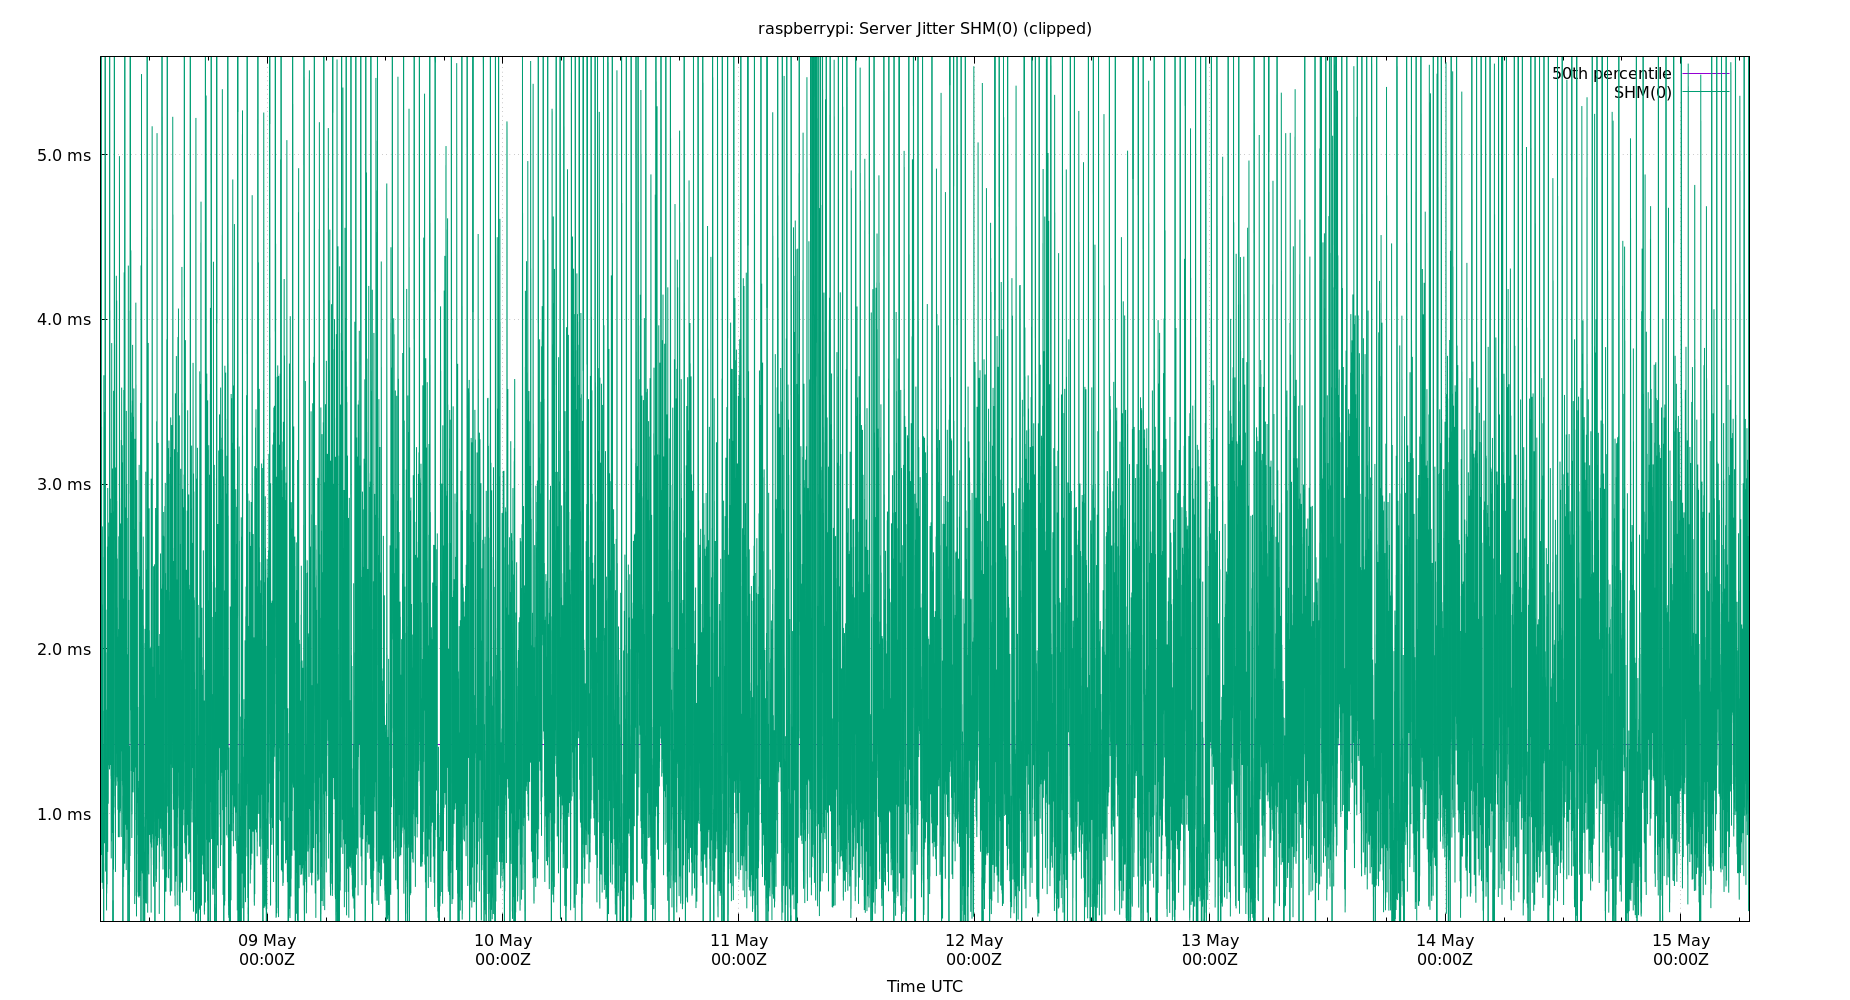 raspberrypi: Server Jitter SHM(0) (clipped)
50th percentile
SHM(0)
5.0 ms
4.0 ms
3.0 ms
2.0 ms
1.0 ms
09 May 10 May 11 May 12 May 13 May 14 May 15 May
00:00Z 00:00Z 00:00Z 00:00Z 00:00Z 00:00Z 00:00Z
Time UTC